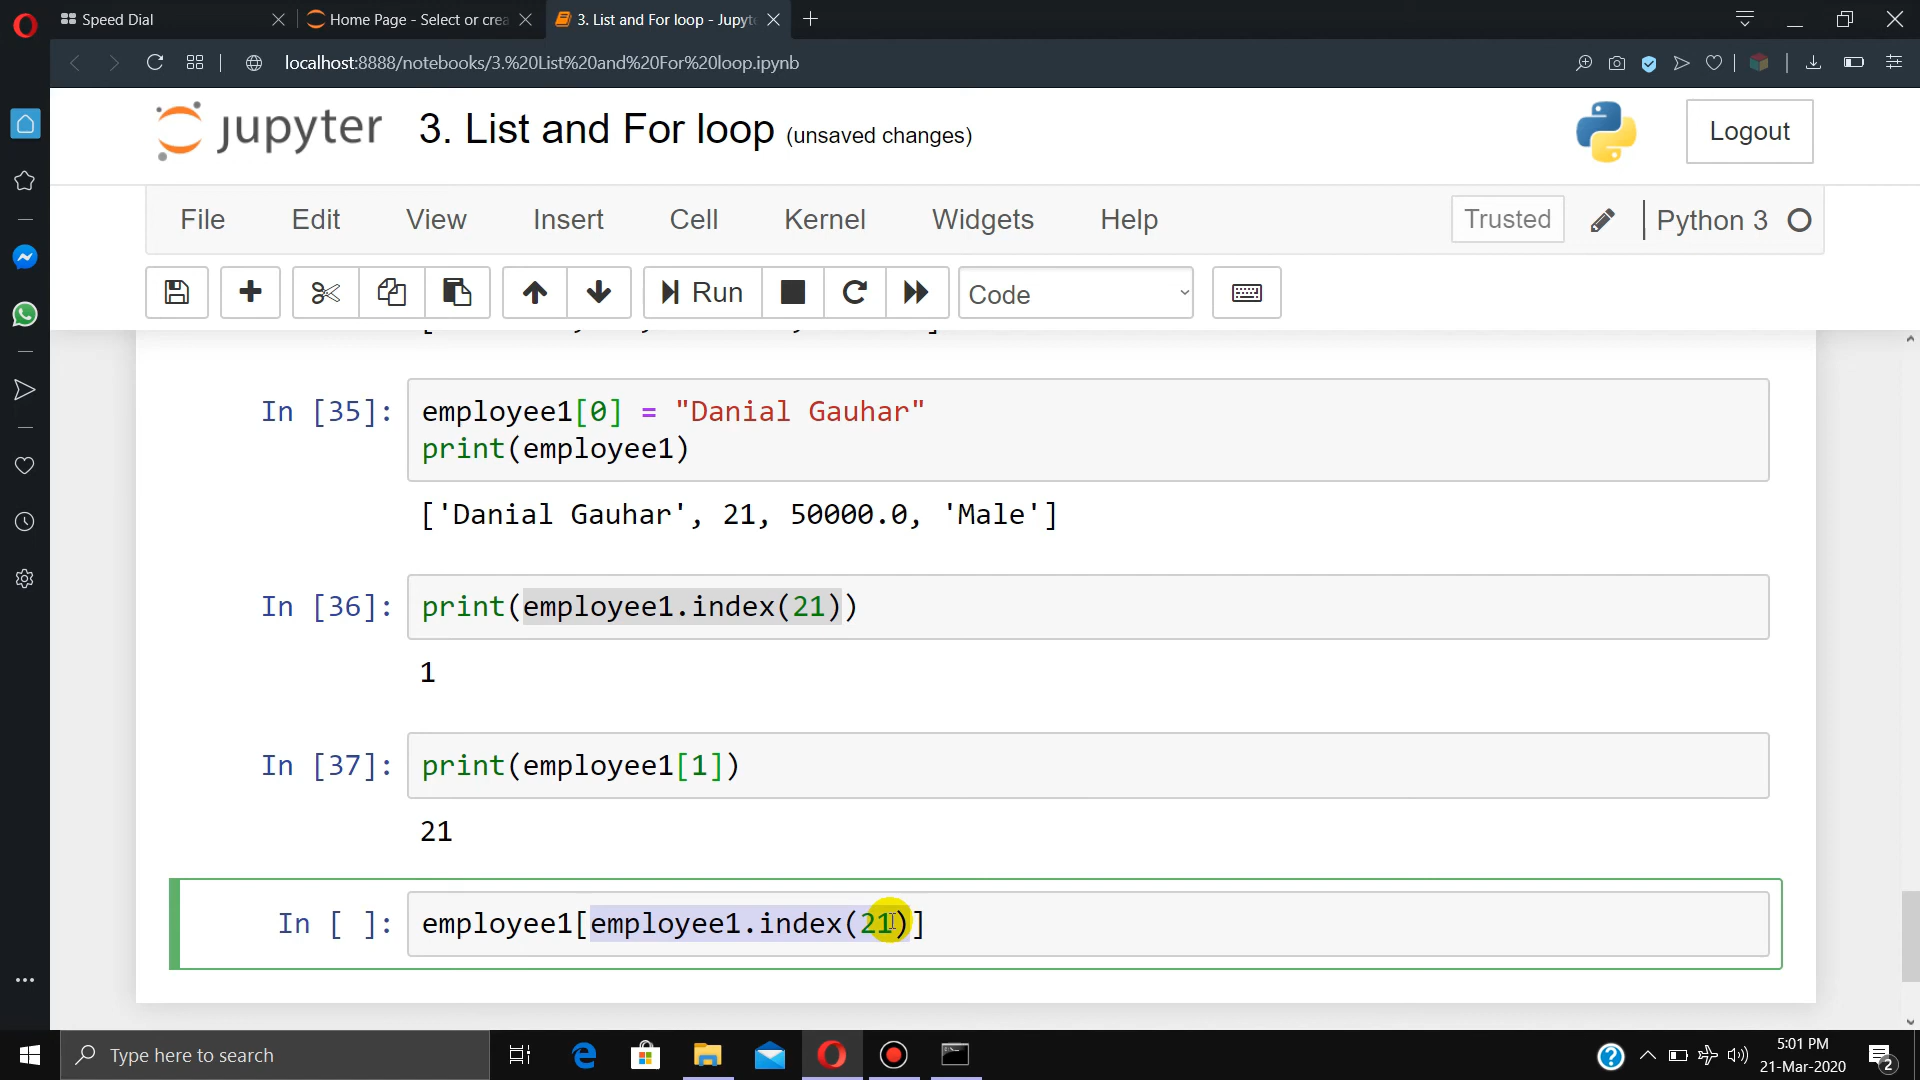 Speed Dial
Home Page - Select or crea
3. List and For loop - Jupyt
localhost:8888/notebooks/3.%20List%20and%20For%20loop.ipynb
jupyter 3. List and For loop (unsaved changes)
Logout
File Edit View Insert Cell Kernel Widgets Help
Trusted Python 3
Run Code
In [35]: employee1[0] = "Danial Gauhar"
print(employee1)
['Danial Gauhar', 21, 50000.0, 'Male']
In [36]: print(employee1.index(21))
1
In [37]: print(employee1[1])
21
In [ ]: employee1[employee1.index(21)]
Type here to search
5:01 PM
21-Mar-2020
2